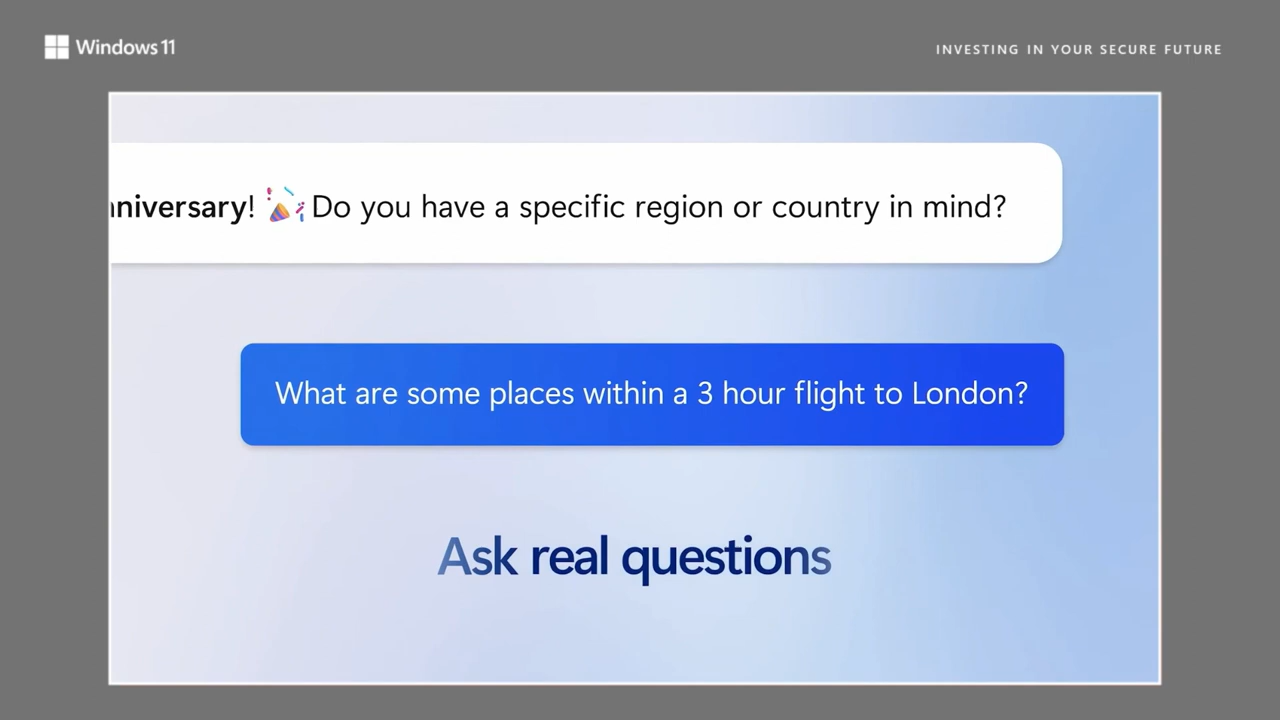 Windows 11
INVESTING IN YOUR SECURE FUTURE
nniversary! 🎉 Do you have a specific region or country in mind?
What are some places within a 3 hour flight to London?
Ask real questions